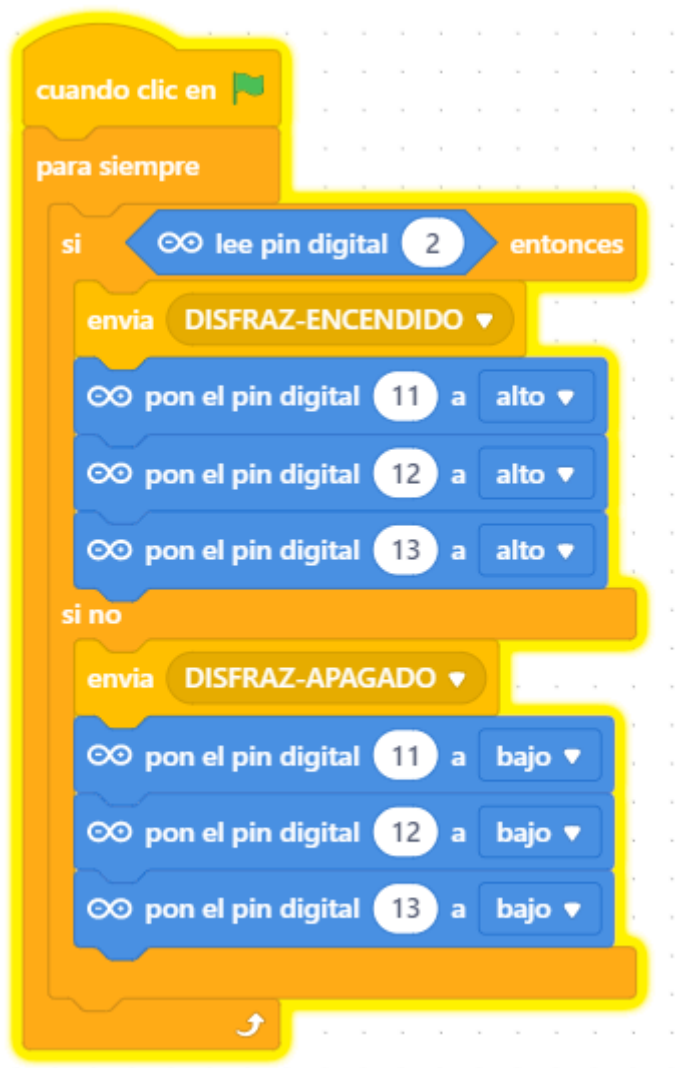 cuando clic en
para siempre
si lee pin digital 2 entonces
envia DISFRAZ-ENCENDIDO
pon el pin digital 11 a alto
pon el pin digital 12 a alto
pon el pin digital 13 a alto
si no
envia DISFRAZ-APAGADO
pon el pin digital 11 a bajo
pon el pin digital 12 a bajo
pon el pin digital 13 a bajo